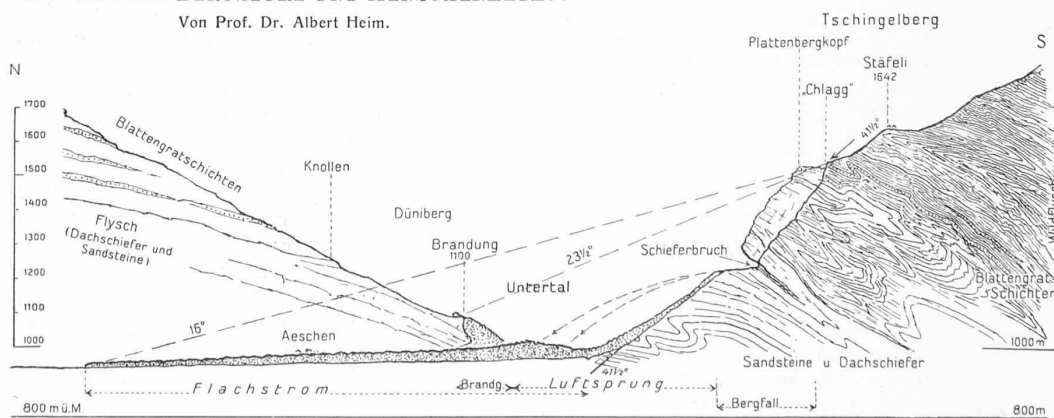 Von Prof. Dr. Albert Heim.
Tschingelberg
Plattenbergkopf
S
N
Stäfeli
1642
„Chlagg"
41½°
1700
1600
1500
1400
1300
1200
1100
1000
Blattengratschichten
Knollen
Flysch
(Dachschiefer und
Sandsteine)
Düniberg
Brandung
1100
23½°
Schieferbruch
Untertal
16°
Aeschen
Blattengrat-
Schichten
1000m
41½°
Sandsteine u Dachschiefer
Flachstrom
Brandg
Luftsprung
Bergfall
800 m ü.M
800m